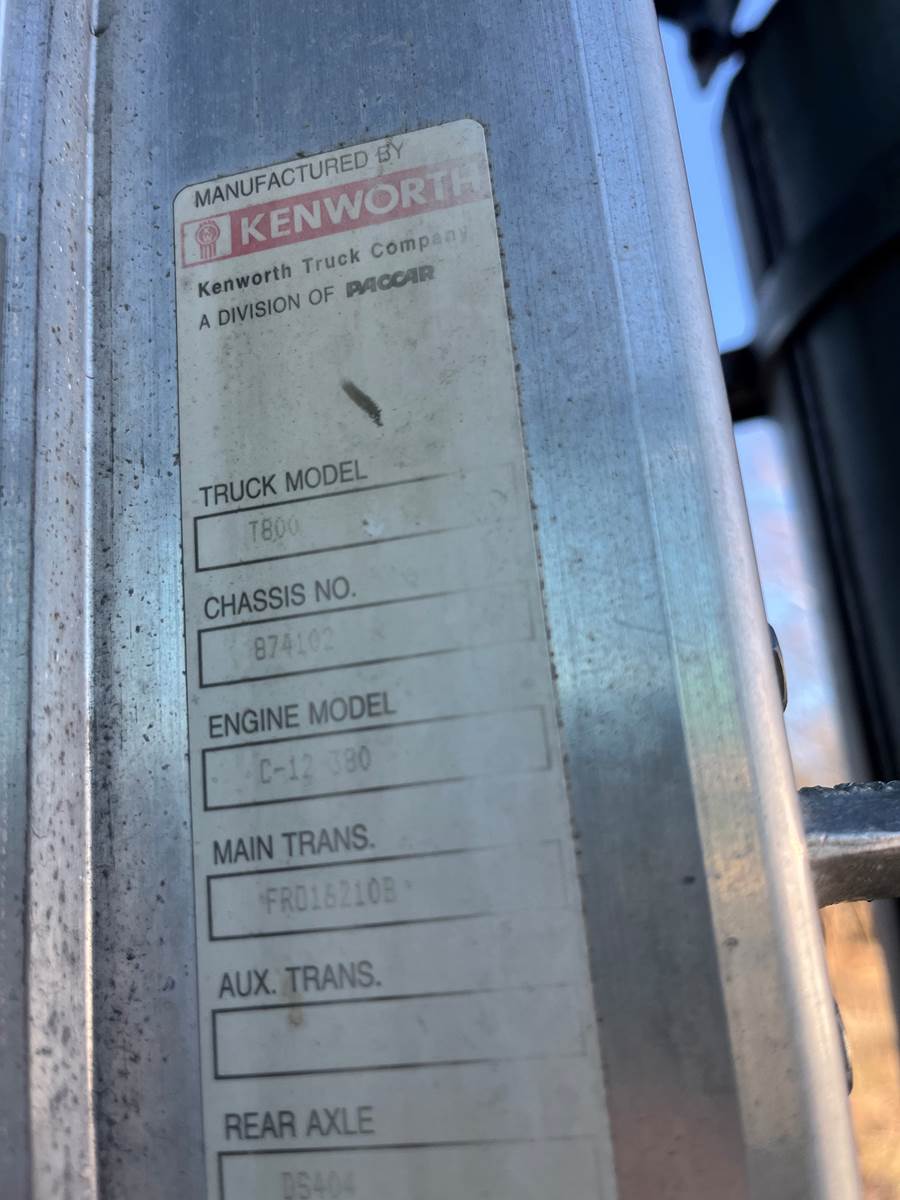 MANUFACTURED BY
KENWORTH
Kenworth Truck Company
A DIVISION OF PACCAR
TRUCK MODEL
T800
CHASSIS NO.
874102
ENGINE MODEL
C-12 380
MAIN TRANS.
FRO16210B
AUX. TRANS.
REAR AXLE
DS404